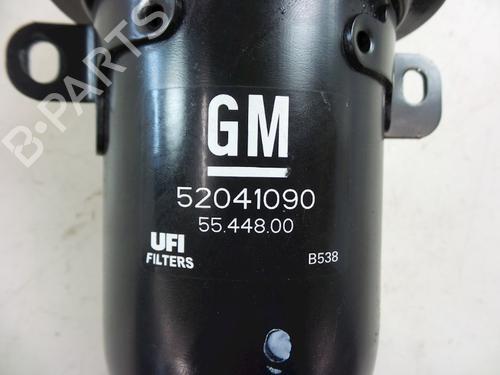 B-PARTS
GM
52041090
55.448.00
UFI
FILTERS
B538